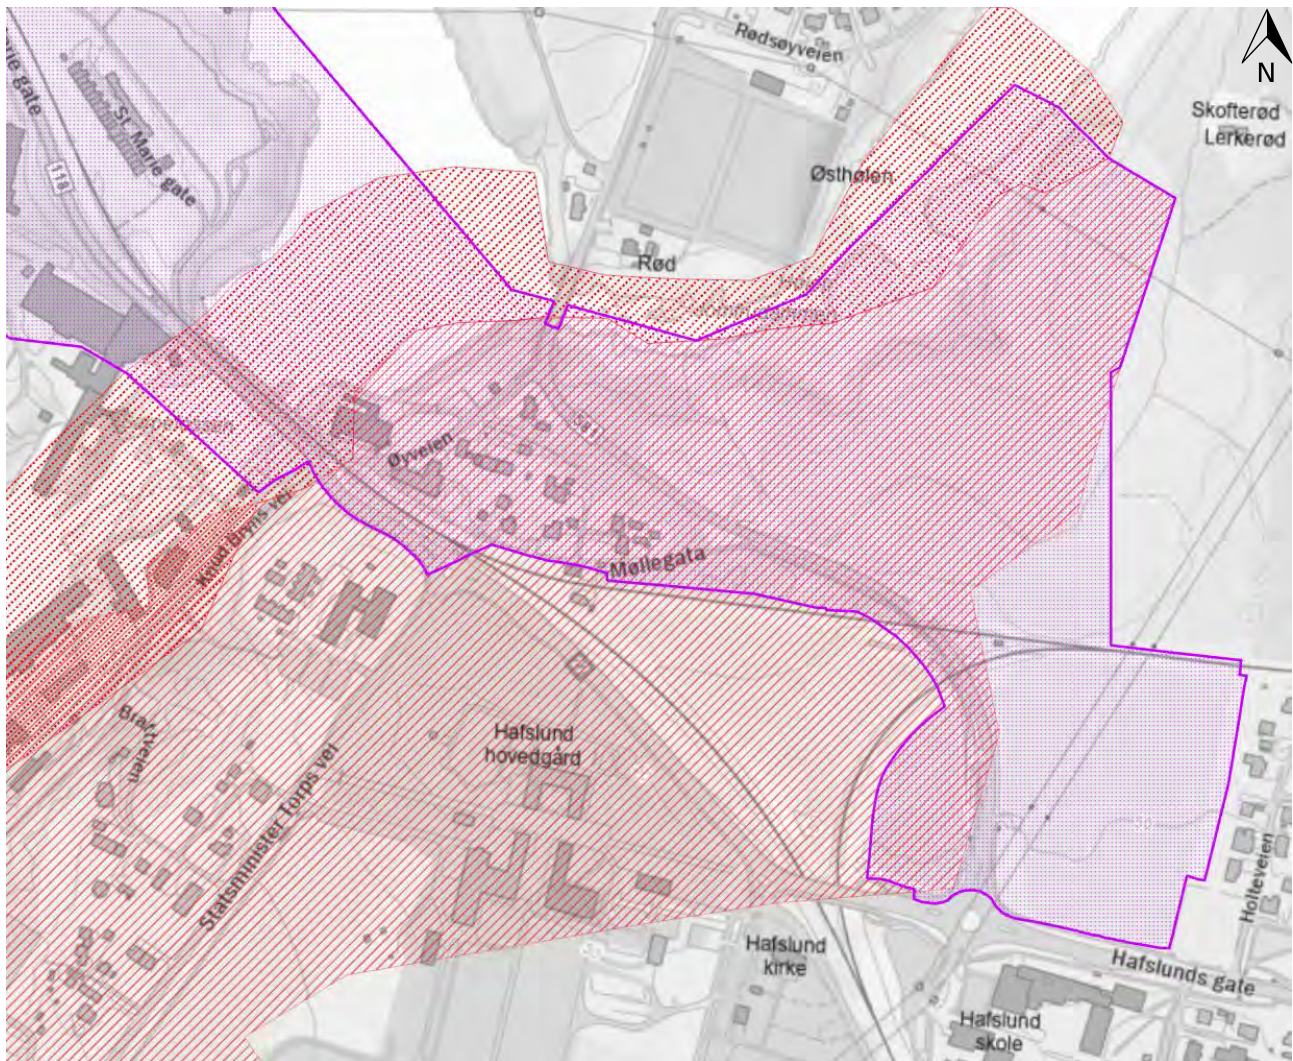 Rødsøyveien
N
Skofterød
Lerkerød
St. Marie gate
118
Østhølen
Rød
581
Øyveien
Møllegata
Knud Bryns vei
Hafslund
hovedgård
Statsminister Torps vei
Holteveien
Hafslund
kirke
Hafslunds gate
Hafslund
skole